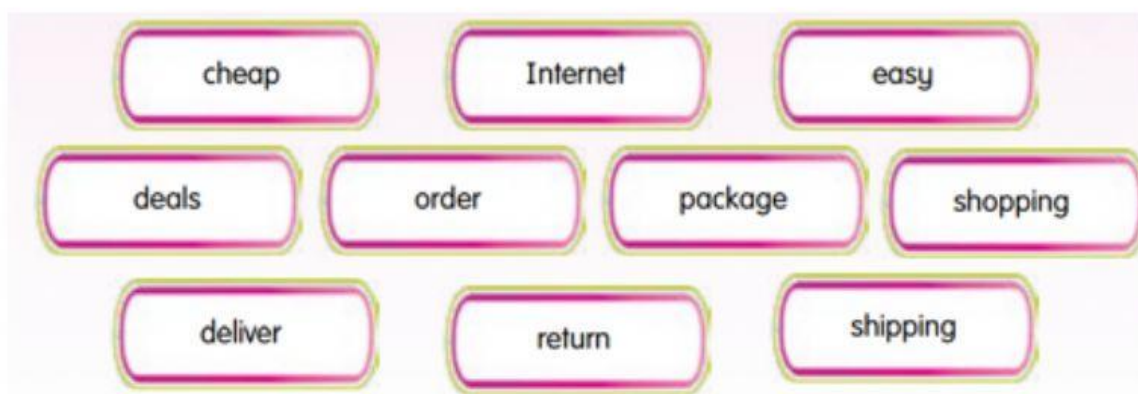 cheap Internet easy
deals order package shopping
deliver return shipping